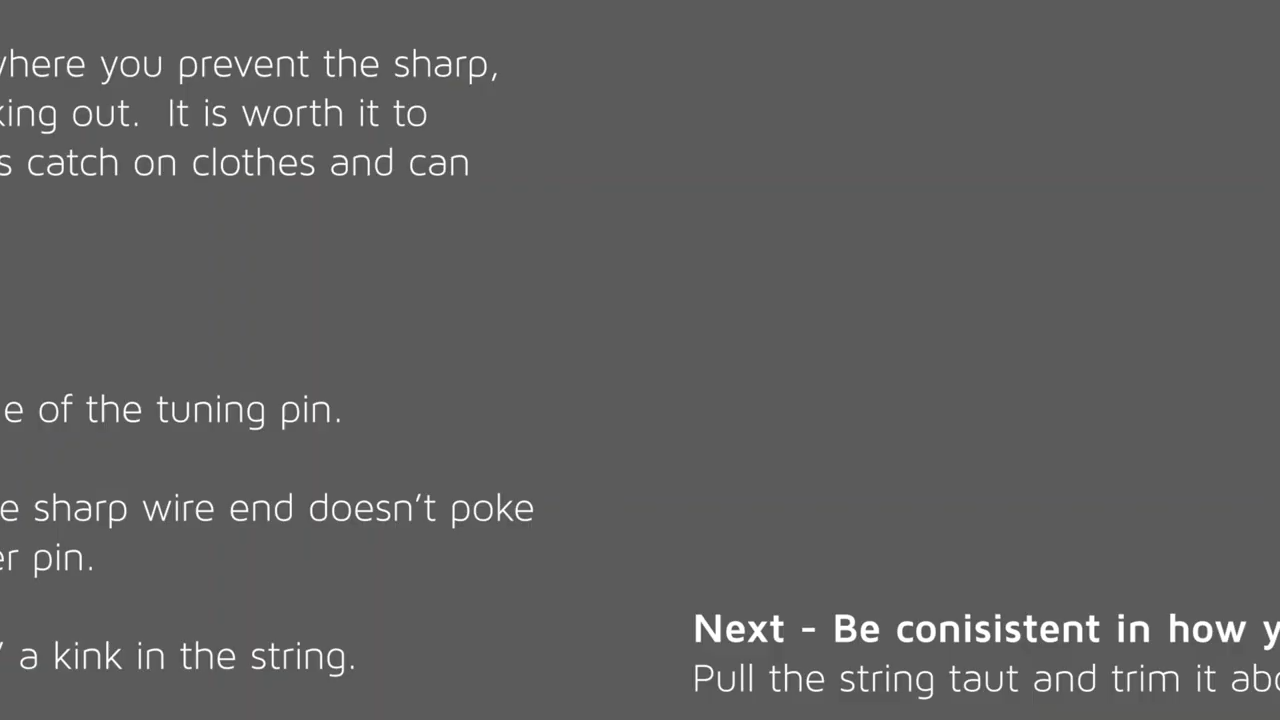 where you prevent the sharp,
king out. It is worth it to
s catch on clothes and can
e of the tuning pin.
e sharp wire end doesn’t poke
er pin.
a kink in the string.
Next - Be conisistent in how y
Pull the string taut and trim it abo